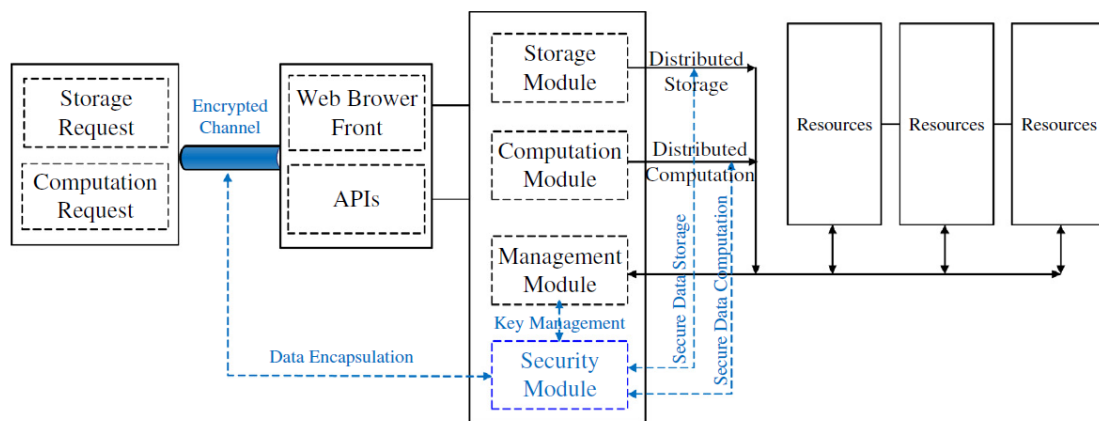 Storage
Request
Computation
Request
Encrypted
Channel
Web Brower
Front
APIs
Storage
Module
Computation
Module
Management
Module
Key Management
Security
Module
Data Encapsulation
Distributed
Storage
Distributed
Computation
Secure Data Storage
Secure Data Computation
Resources
Resources
Resources